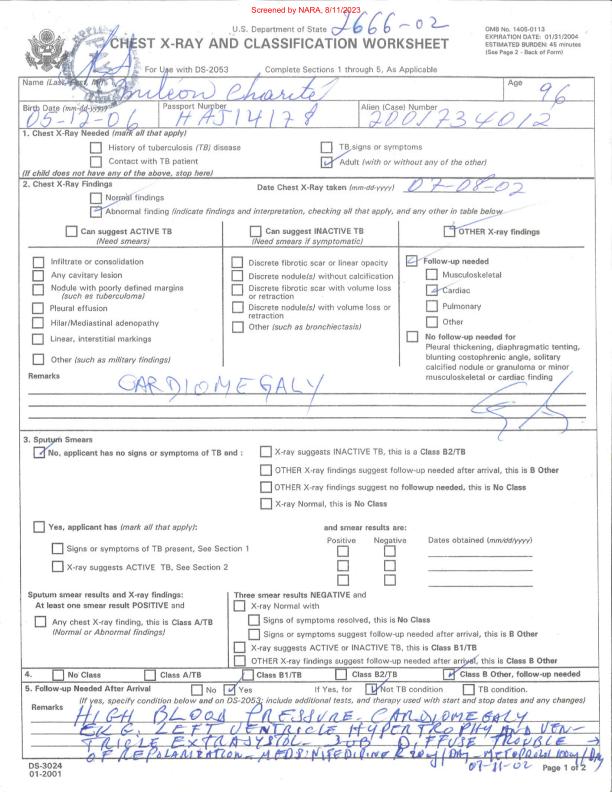 Screened by NARA, 8/11/2023
U.S. Department of State
2666-02
OMB No. 1405-0113
EXPIRATION DATE: 01/31/2004
ESTIMATED BURDEN: 45 minutes
(See Page 2 - Back of Form)
CHEST X-RAY AND CLASSIFICATION WORKSHEET
For Use with DS-2053 Complete Sections 1 through 5, As Applicable
Name (Last, First, MI) Charité
Age 96
Birth Date (mm-dd-yyyy) 05-12-06
Passport Number HA514178
Alien (Case) Number 2001734012
1. Chest X-Ray Needed (mark all that apply)
History of tuberculosis (TB) disease
TB signs or symptoms
Contact with TB patient
Adult (with or without any of the other)
(If child does not have any of the above, stop here)
2. Chest X-Ray Findings
Date Chest X-Ray taken (mm-dd-yyyy) 07-08-02
Normal findings
Abnormal finding (indicate findings and interpretation, checking all that apply, and any other in table below
Can suggest ACTIVE TB
(Need smears)
Can suggest INACTIVE TB
(Need smears if symptomatic)
OTHER X-ray findings
Infiltrate or consolidation
Any cavitary lesion
Nodule with poorly defined margins
(such as tuberculoma)
Pleural effusion
Hilar/Mediastinal adenopathy
Linear, interstitial markings
Other (such as military findings)
Discrete fibrotic scar or linear opacity
Discrete nodule(s) without calcification
Discrete fibrotic scar with volume loss
or retraction
Discrete nodule(s) with volume loss or
retraction
Other (such as bronchiectasis)
Follow-up needed
Musculoskeletal
Cardiac
Pulmonary
Other
No follow-up needed for
Pleural thickening, diaphragmatic tenting,
blunting costophrenic angle, solitary
calcified nodule or granuloma or minor
musculoskeletal or cardiac finding
Remarks
CARDIOMEGALY
3. Sputum Smears
No, applicant has no signs or symptoms of TB and :
X-ray suggests INACTIVE TB, this is a Class B2/TB
OTHER X-ray findings suggest follow-up needed after arrival, this is B Other
OTHER X-ray findings suggest no followup needed, this is No Class
X-ray Normal, this is No Class
Yes, applicant has (mark all that apply):
and smear results are:
Positive Negative Dates obtained (mm/dd/yyyy)
Signs or symptoms of TB present, See Section 1
X-ray suggests ACTIVE TB, See Section 2
Sputum smear results and X-ray findings:
At least one smear result POSITIVE and
Any chest X-ray finding, this is Class A/TB
(Normal or Abnormal findings)
Three smear results NEGATIVE and
X-ray Normal with
Signs of symptoms resolved, this is No Class
Signs or symptoms suggest follow-up needed after arrival, this is B Other
X-ray suggests ACTIVE or INACTIVE TB, this is Class B1/TB
OTHER X-ray findings suggest follow-up needed after arrival, this is Class B Other
4. No Class Class A/TB Class B1/TB Class B2/TB Class B Other, follow-up needed
5. Follow-up Needed After Arrival No Yes If Yes, for Not TB condition TB condition.
(If yes, specify condition below and on DS-2053; include additional tests, and therapy used with start and stop dates and any changes)
Remarks HIGH BLOOD PRESSURE - CARDIOMEGALY
EKG: LEFT VENTRICLE HYPERTROPHY AND VEN-
TRICLE EXTRASYSTOL - SUB DIFFUSE TROUBLE
OF REPOLARIZATION - MEDS: NIFEDIPINE
07-11-02
DS-3024
01-2001
Page 1 of 2